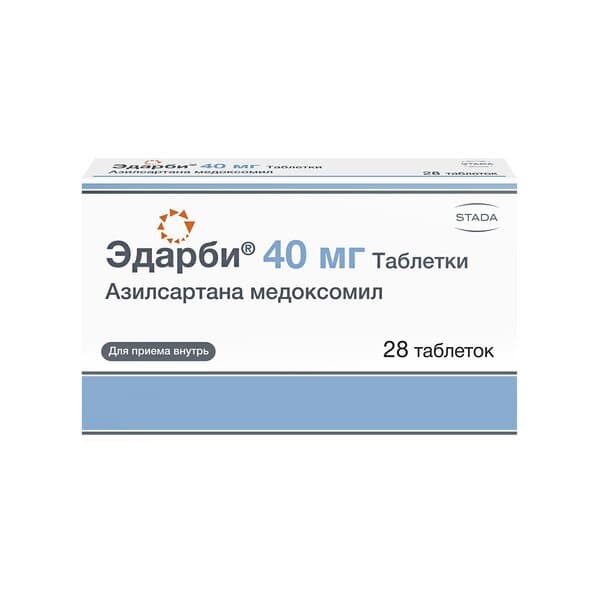 Эдарби® 40 мг Таблетки
Азилсартана медоксомил
STADA
28 таблеток
STADA
Эдарби® 40 мг Таблетки
Азилсартана медоксомил
Для приема внутрь
28 таблеток